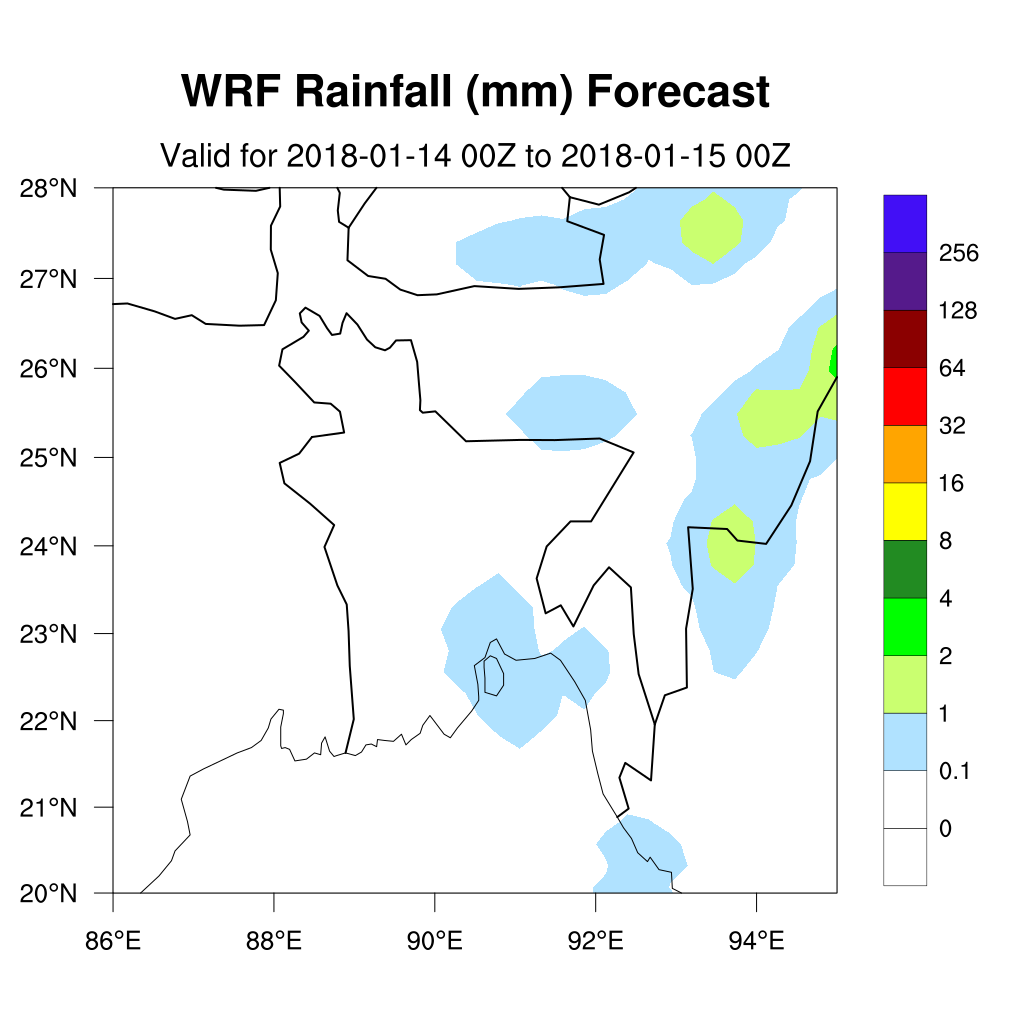 WRF Rainfall (mm) Forecast
Valid for 2018-01-14 00Z to 2018-01-15 00Z
28°N
27°N
26°N
25°N
24°N
23°N
22°N
21°N
20°N
86°E 88°E 90°E 92°E 94°E
256
128
64
32
16
8
4
2
1
0.1
0